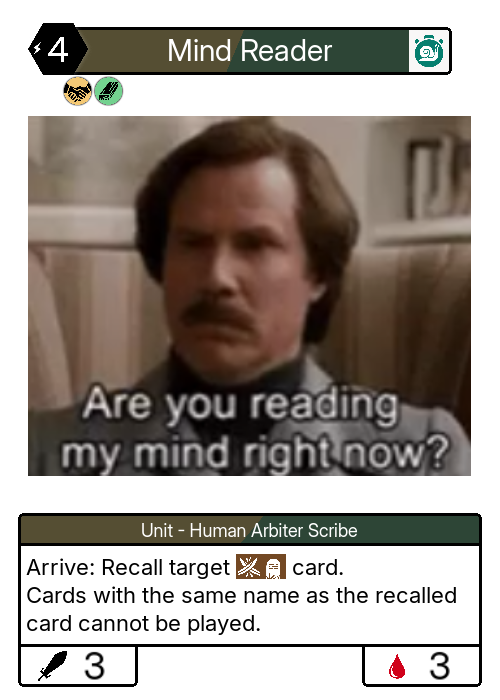 4
Mind Reader
Are you reading
my mind right now?
Unit - Human Arbiter Scribe
Arrive: Recall target card.
Cards with the same name as the recalled
card cannot be played.
3
3